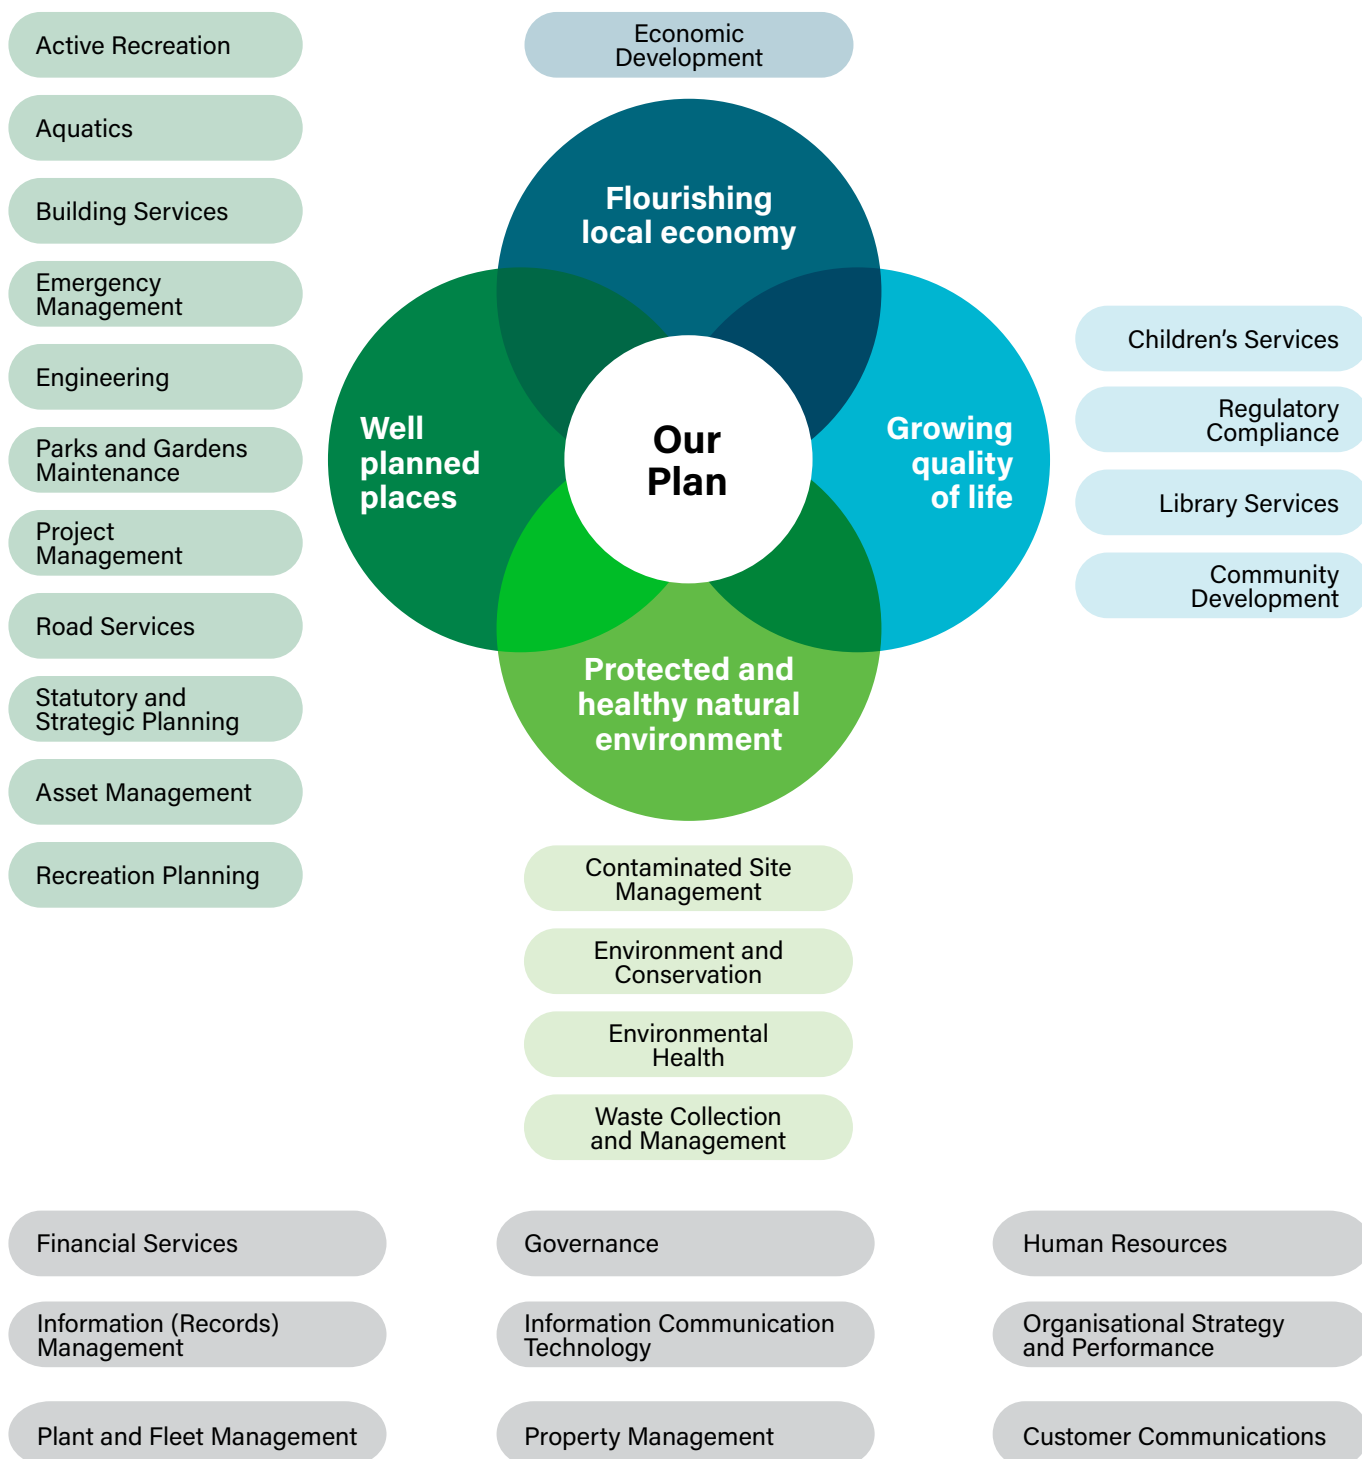 Active Recreation
Aquatics
Building Services
Emergency
Management
Engineering
Parks and Gardens
Maintenance
Project
Management
Road Services
Statutory and
Strategic Planning
Asset Management
Recreation Planning
Economic
Development
Flourishing
local economy
Well
planned
places
Our
Plan
Growing
quality
of life
Protected and
healthy natural
environment
Children's Services
Regulatory
Compliance
Library Services
Community
Development
Contaminated Site
Management
Environment and
Conservation
Environmental
Health
Waste Collection
and Management
Financial Services
Governance
Human Resources
Information (Records)
Management
Information Communication
Technology
Organisational Strategy
and Performance
Plant and Fleet Management
Property Management
Customer Communications